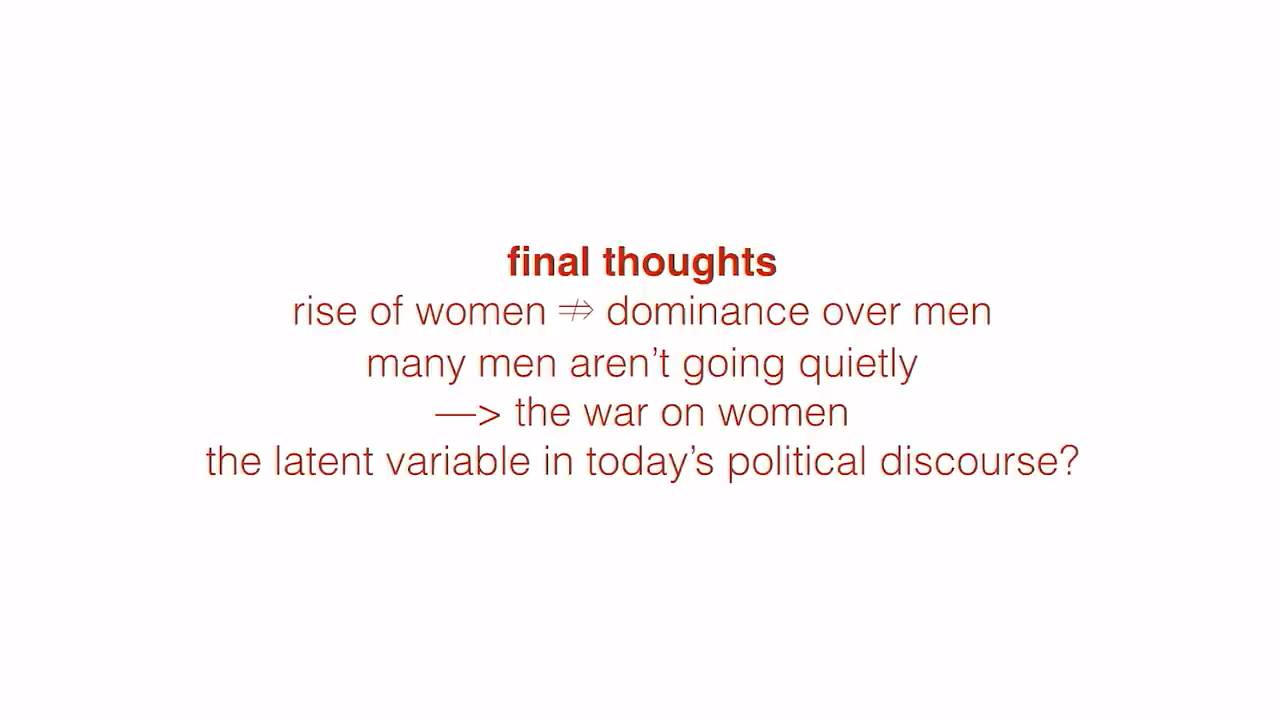 final thoughts
rise of women ⇏ dominance over men
many men aren’t going quietly
—> the war on women
the latent variable in today’s political discourse?